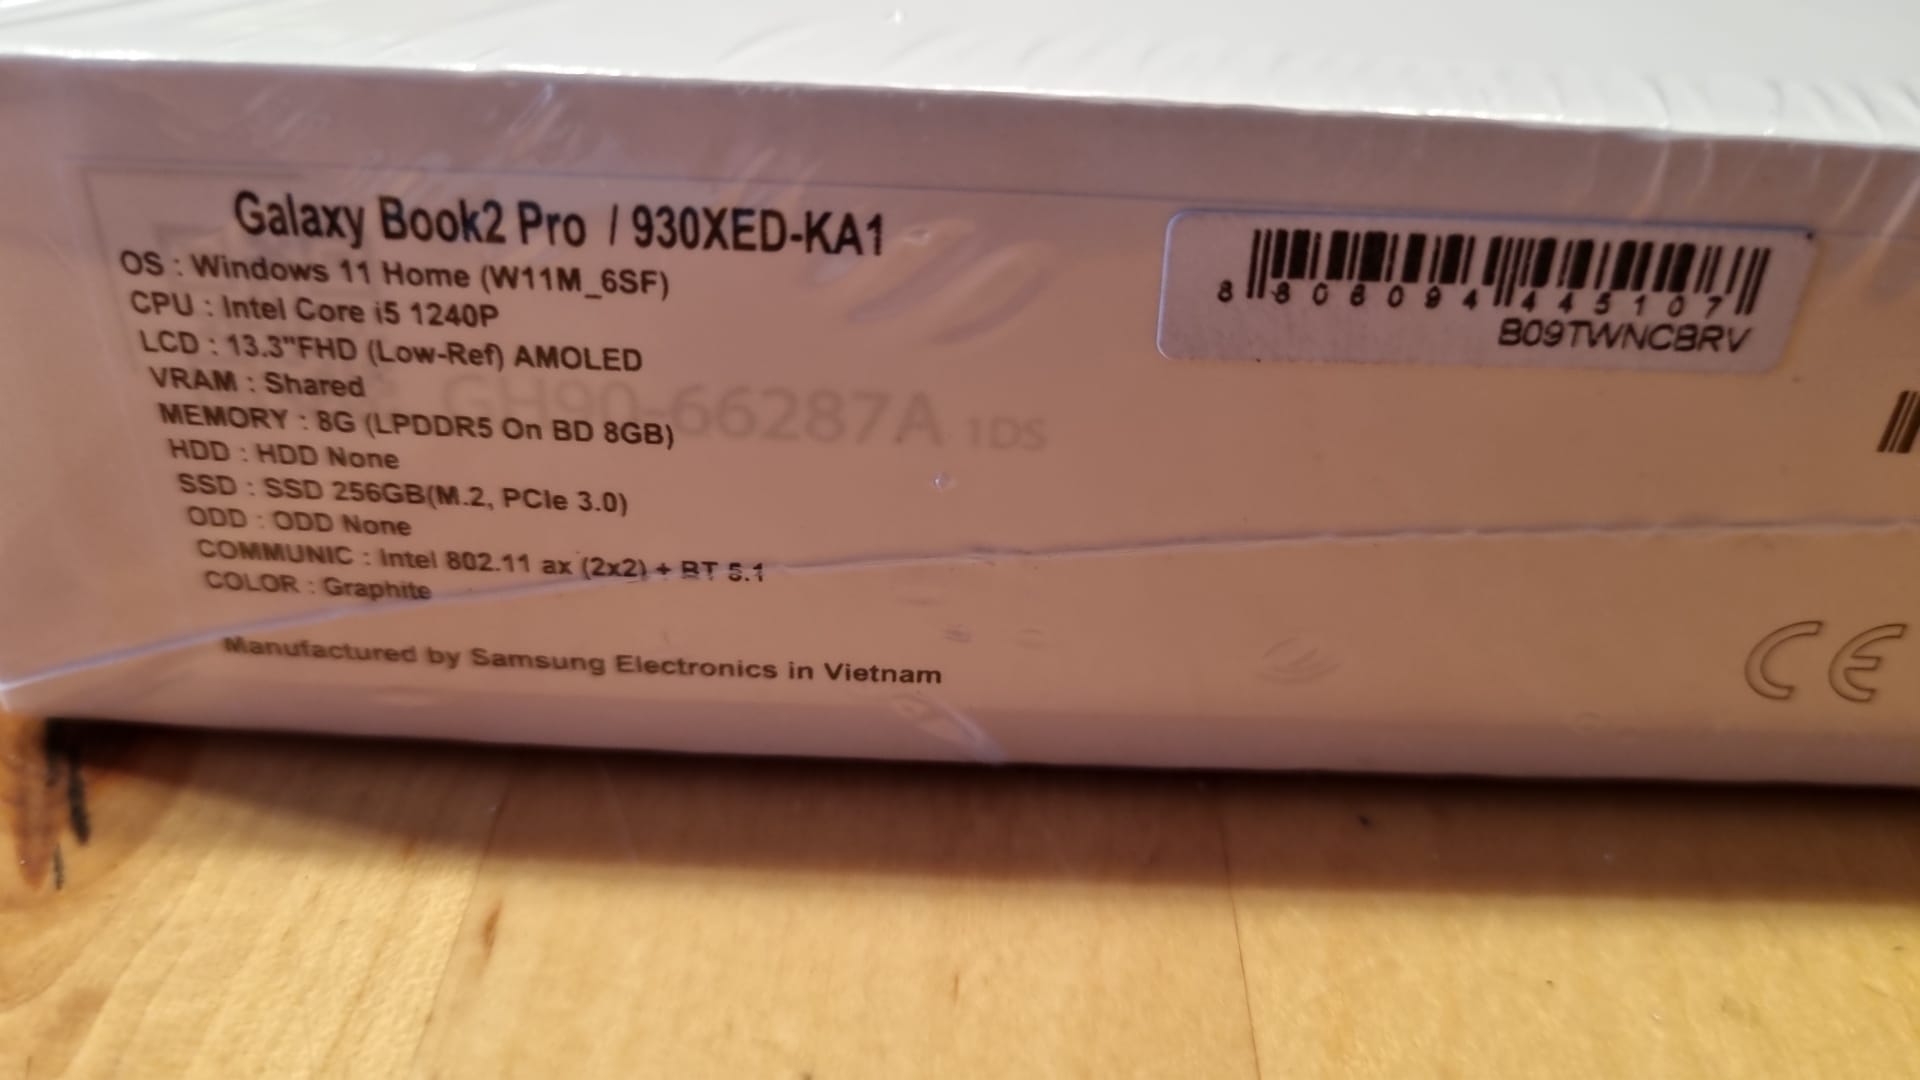 Galaxy Book2 Pro / 930XED-KA1
OS : Windows 11 Home (W11M_6SF)
CPU : Intel Core i5 1240P
LCD : 13.3"FHD (Low-Ref) AMOLED
VRAM : Shared
MEMORY : 8G (LPDDR5 On BD 8GB)
HDD : HDD None
SSD : SSD 256GB(M.2, PCIe 3.0)
ODD : ODD None
COMMUNIC : Intel 802.11 ax (2x2) + BT 5.1
COLOR : Graphite
Manufactured by Samsung Electronics in Vietnam
GH90-66287A 1DS
8 806094 445107
B09TWNCBRV
CE